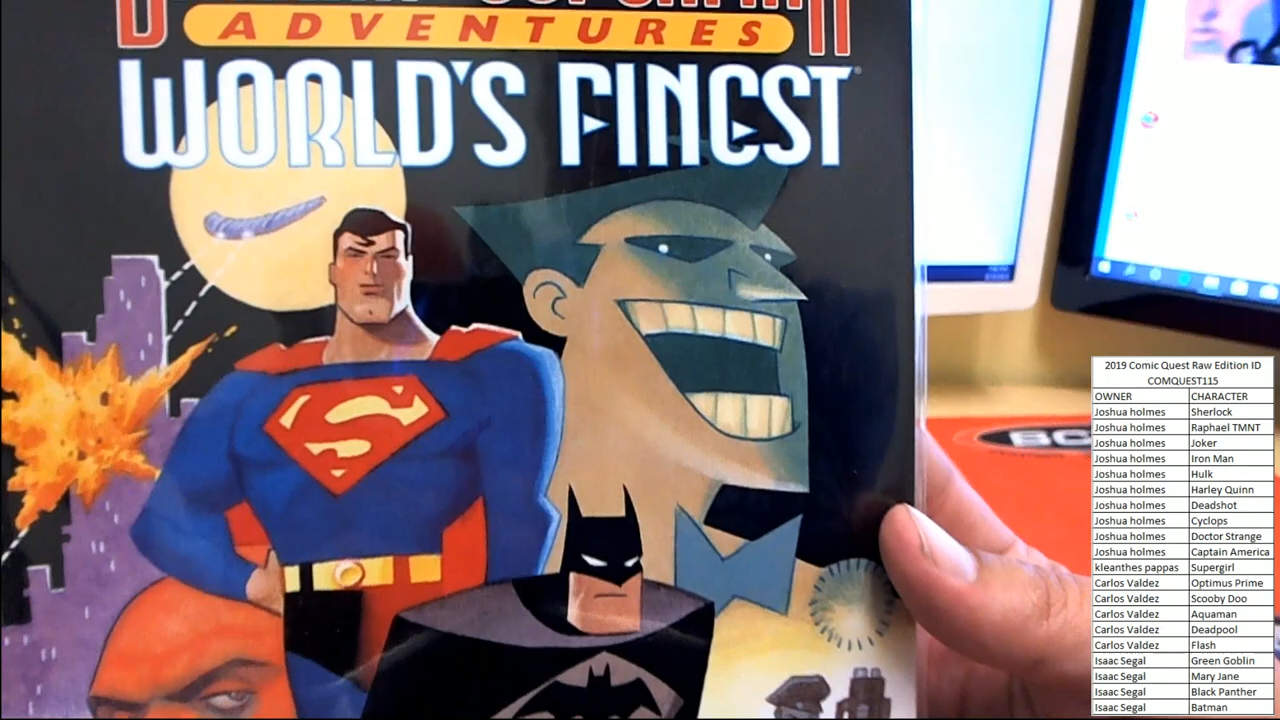 ADVENTURES
WORLD'S FINEST
2019 Comic Quest Raw Edition ID
COMQUEST115
OWNER CHARACTER
Joshua holmes Sherlock
Joshua holmes Raphael TMNT
Joshua holmes Joker
Joshua holmes Iron Man
Joshua holmes Hulk
Joshua holmes Harley Quinn
Joshua holmes Deadshot
Joshua holmes Cyclops
Joshua holmes Doctor Strange
Joshua holmes Captain America
kleanthes pappas Supergirl
Carlos Valdez Optimus Prime
Carlos Valdez Scooby Doo
Carlos Valdez Aquaman
Carlos Valdez Deadpool
Carlos Valdez Flash
Isaac Segal Green Goblin
Isaac Segal Mary Jane
Isaac Segal Black Panther
Isaac Segal Batman